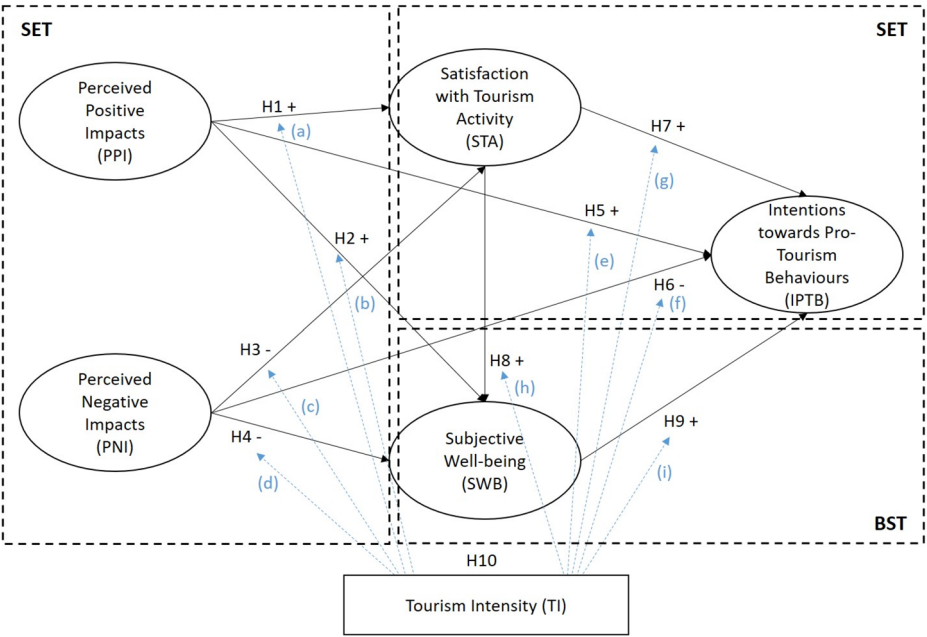 SET
SET
Perceived
Positive
Impacts
(PPI)
H1 +
(a)
Satisfaction
with Tourism
Activity
(STA)
H7 +
(g)
H2 +
(b)
H5 +
(e)
Intentions
towards Pro-
Tourism
Behaviours
(IPTB)
H6 -
(f)
H3 -
(c)
Perceived
Negative
Impacts
(PNI)
H4 -
(d)
H8 +
(h)
Subjective
Well-being
(SWB)
H9 +
(i)
BST
H10
Tourism Intensity (TI)